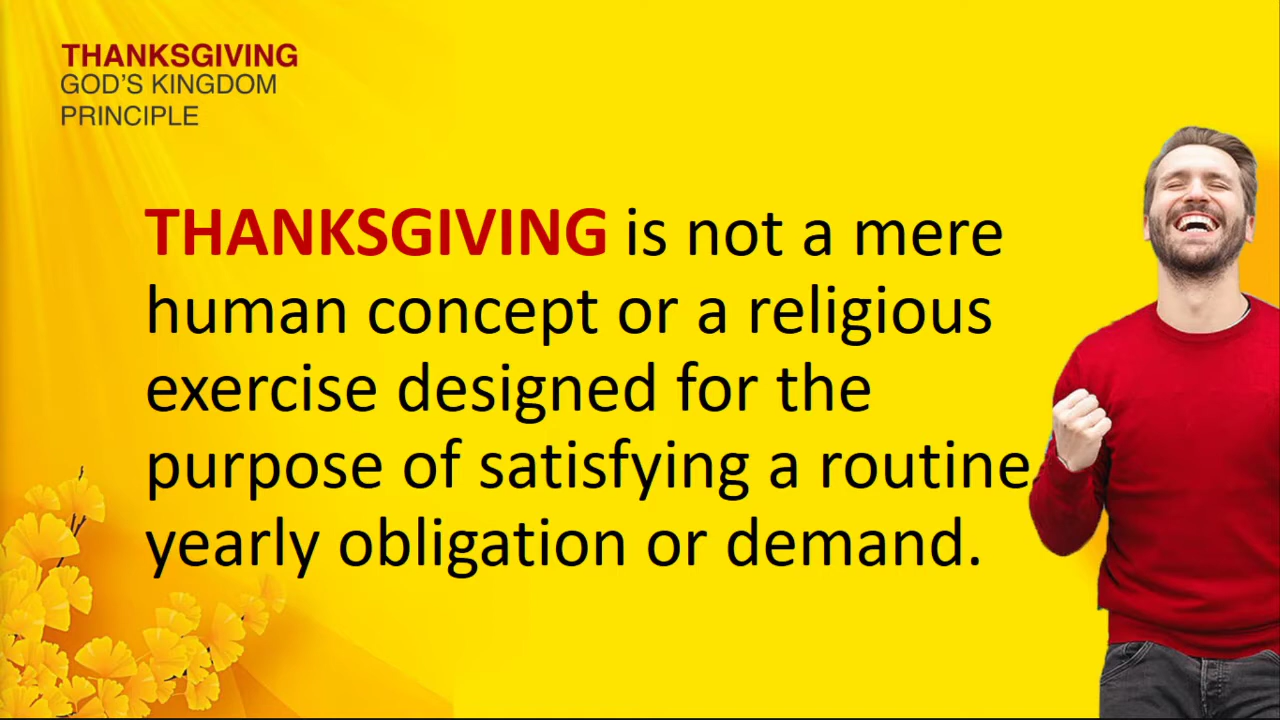 THANKSGIVING
GOD'S KINGDOM
PRINCIPLE
THANKSGIVING is not a mere
human concept or a religious
exercise designed for the
purpose of satisfying a routine
yearly obligation or demand.